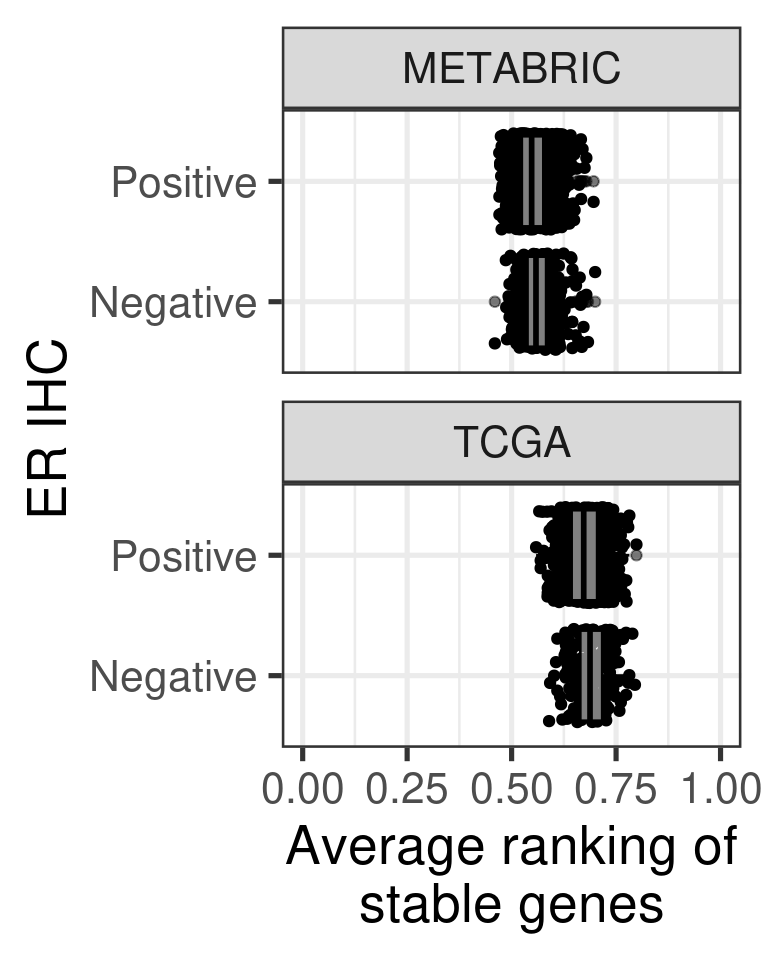 METABRIC
Positive
Negative
ER IHC
TCGA
Positive
Negative
0.00 0.25 0.50 0.75 1.00
Average ranking of
stable genes